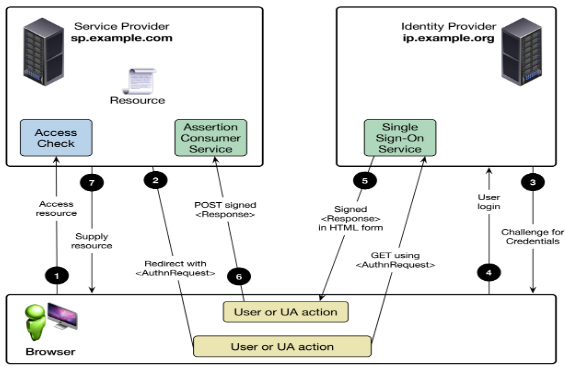 Service Provider
sp.example.com
Identity Provider
ip.example.org
Resource
Access
Check
Assertion
Consumer
Service
Single
Sign-On
Service
7
2
5
3
Access
resource
POST signed
<Response>
Signed
<Response>
in HTML form
User
login
Supply
resource
Challenge for
Credentials
Redirect with
<AuthnRequest>
GET using
<AuthnRequest>
1
6
4
User or UA action
User or UA action
Browser